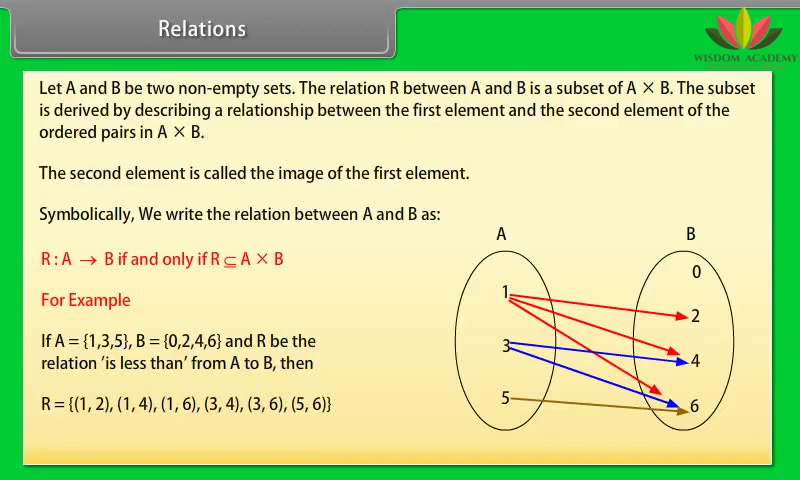 Relations
WISDOM ACADEMY
Let A and B be two non-empty sets. The relation R between A and B is a subset of A × B. The subset
is derived by describing a relationship between the first element and the second element of the
ordered pairs in A × B.
The second element is called the image of the first element.
Symbolically, We write the relation between A and B as:
R : A → B if and only if R ⊆ A × B
For Example
If A = {1,3,5}, B = {0,2,4,6} and R be the
relation 'is less than' from A to B, then
R = {(1, 2), (1, 4), (1, 6), (3, 4), (3, 6), (5, 6)}
A B
0
1
2
3
4
5
6